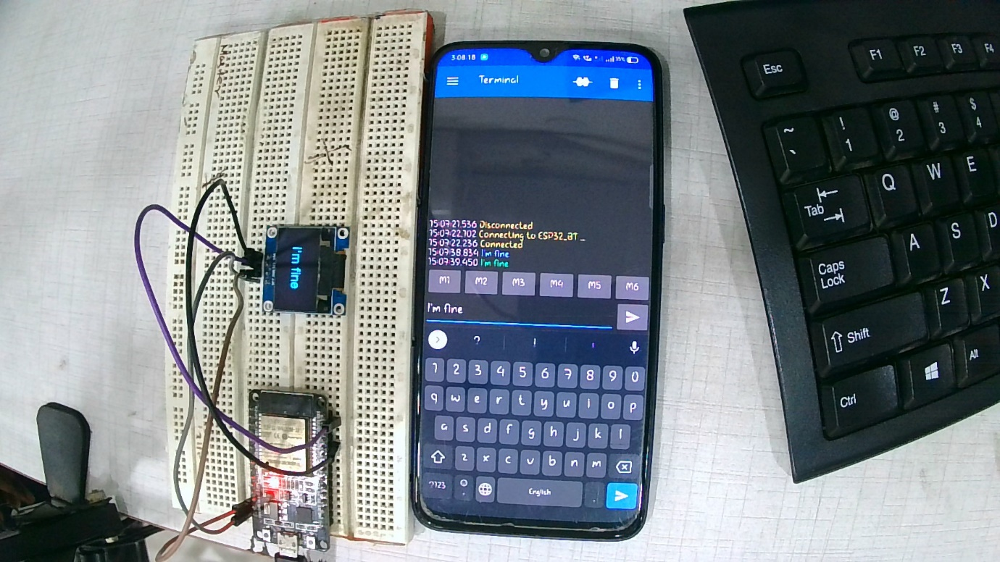 Master
I'm fine
3:08:18
35%
Terminal
15:07:21.536 Disconnected
15:07:22.102 Connecting to ESP32_BT ...
15:07:22.236 Connected
15:07:38.834 I'm fine
15:07:39.450 I'm fine
M1 M2 M3 M4 M5 M6
I'm fine
? ! ,
1 2 3 4 5 6 7 8 9 0
q w e r t y u i o p
a s d f g h j k l
z x c v b n m
?123 English .
Esc F1 F2 F3 F4
~ ` ! 1 @ 2 # 3 $ 4
Tab Q W E
Caps Lock A S D
Shift Z X
Ctrl Alt